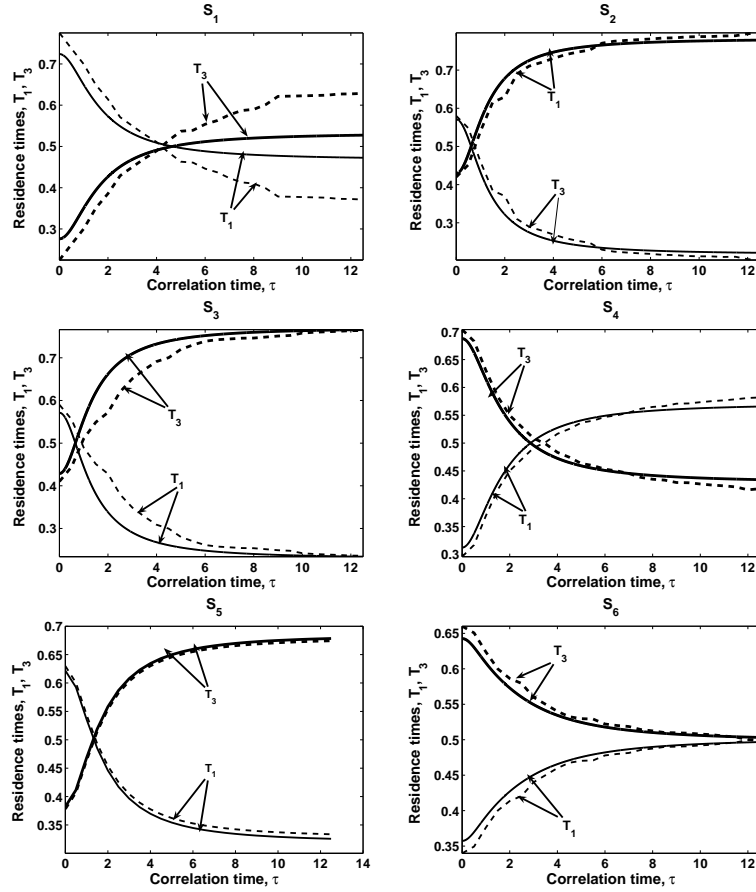 S1
Residence times, T1, T3
0.7
0.6
0.5
0.4
0.3
T3
T1
0 2 4 6 8 10 12
Correlation time, τ
S2
Residence times, T1, T3
0.7
0.6
0.5
0.4
0.3
T1
T3
0 2 4 6 8 10 12
Correlation time, τ
S3
Residence times, T1, T3
0.7
0.6
0.5
0.4
0.3
T3
T1
0 2 4 6 8 10 12
Correlation time, τ
S4
Residence times, T1, T3
0.7
0.65
0.6
0.55
0.5
0.45
0.4
0.35
0.3
T3
T1
0 2 4 6 8 10 12
Correlation time, τ
S5
Residence times, T1, T3
0.7
0.65
0.6
0.55
0.5
0.45
0.4
0.35
T3
T1
0 2 4 6 8 10 12 14
Correlation time, τ
S6
Residence times, T1, T3
0.65
0.6
0.55
0.5
0.45
0.4
0.35
T3
T1
0 2 4 6 8 10 12
Correlation time, τ